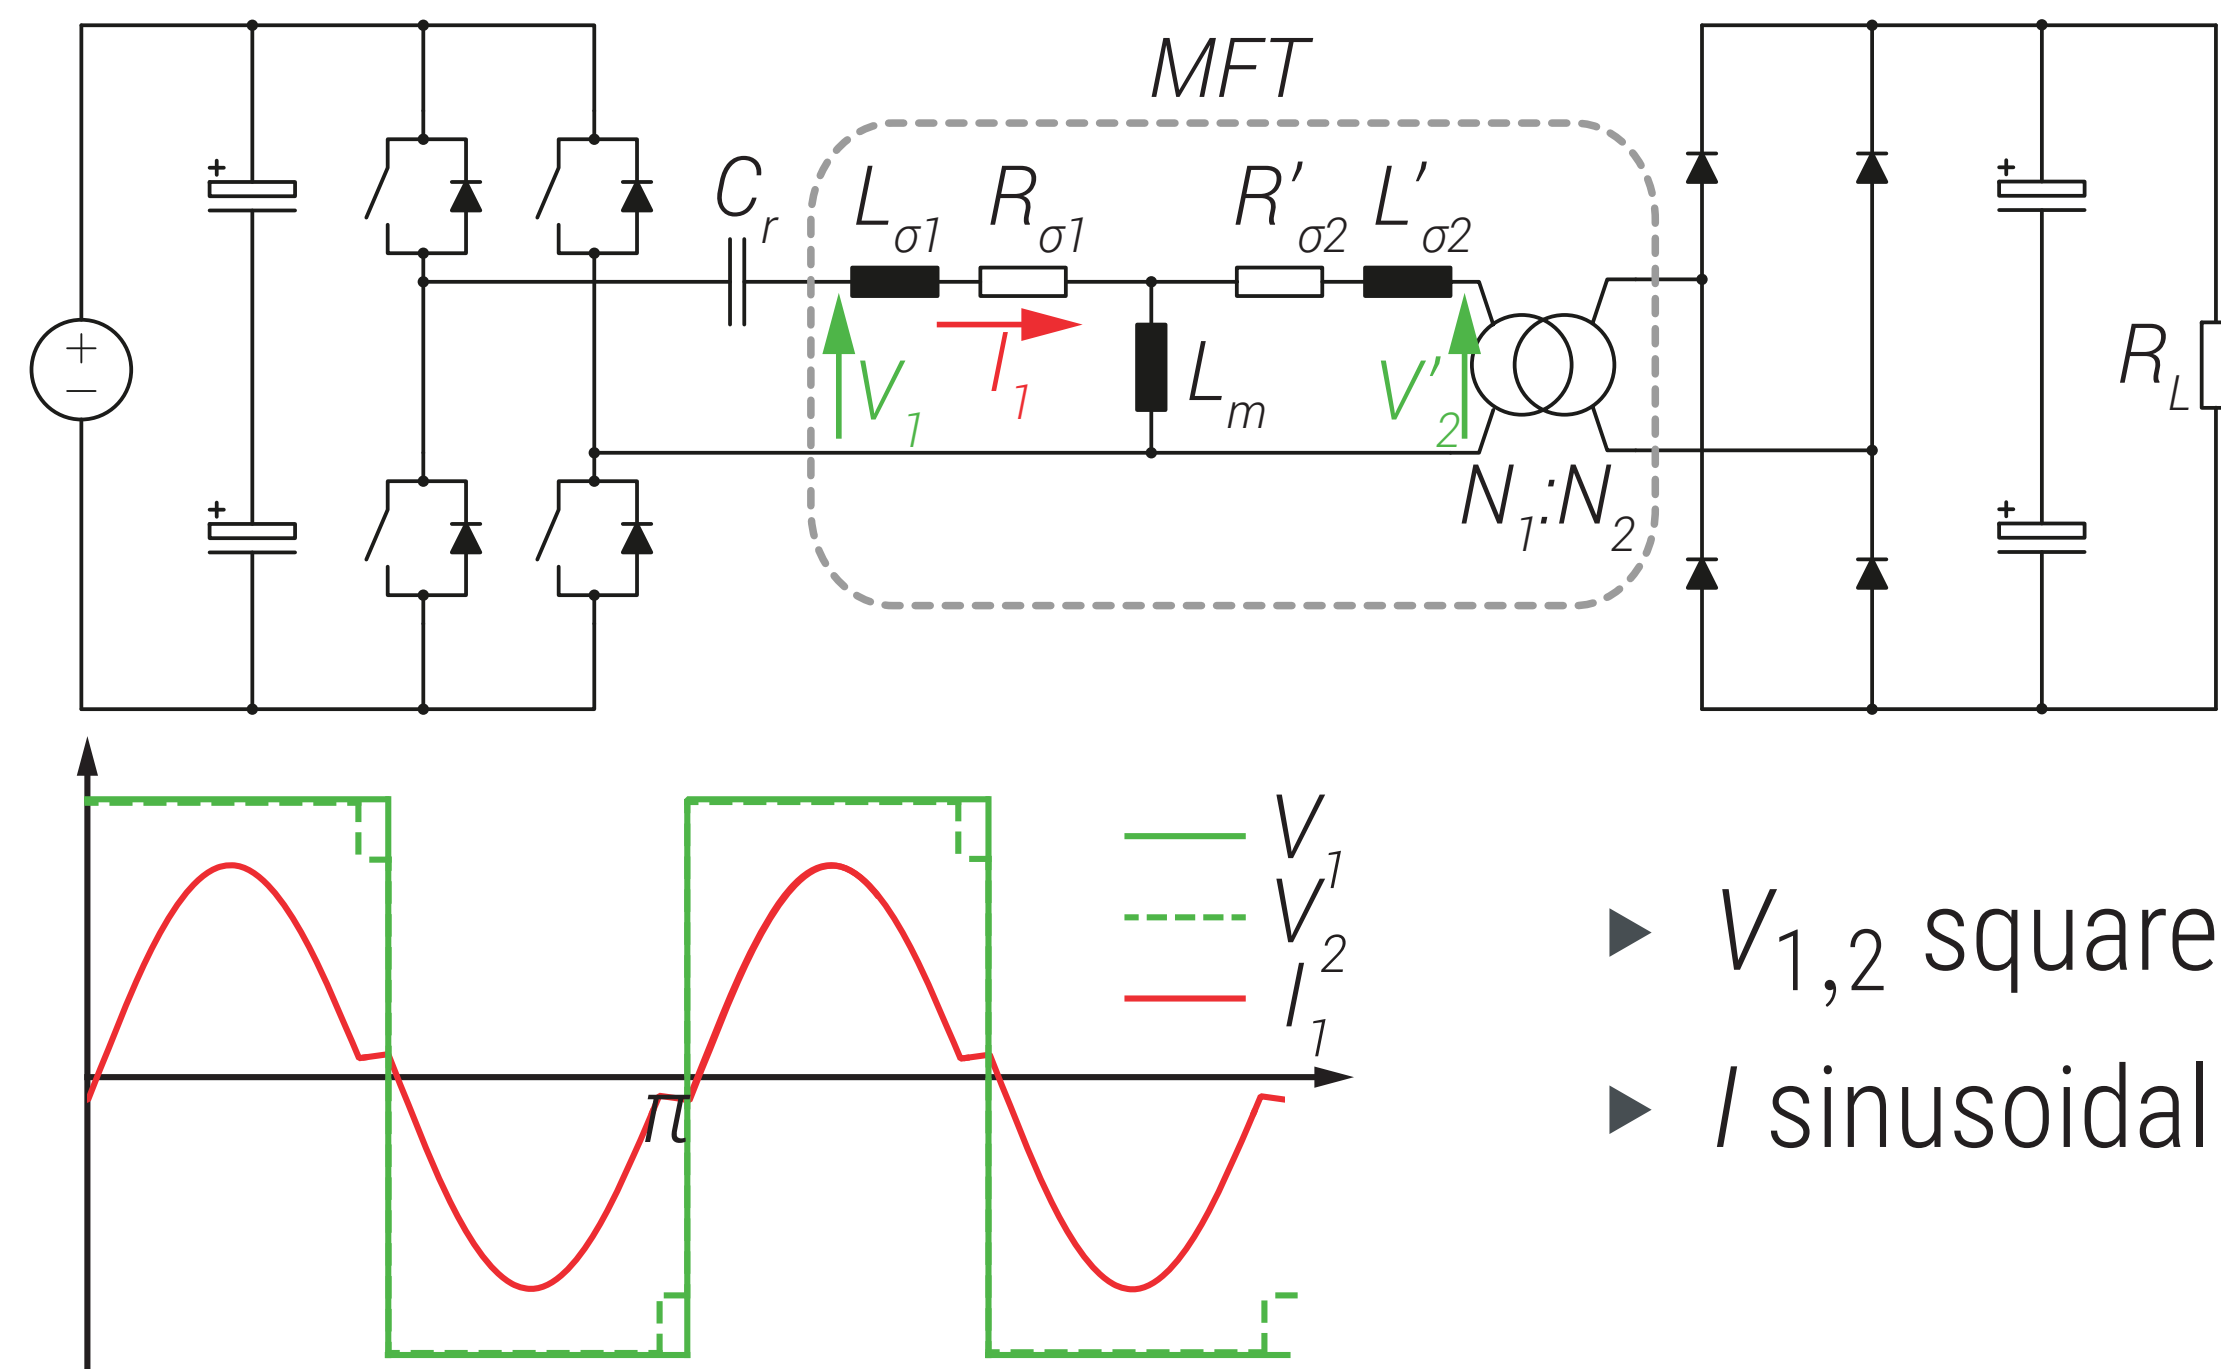 MFT
+
+
C_r
L_σ1
R_σ1
R'_σ2
L'_σ2
+
−
I_1
V_1
L_m
V'_2
R_L
N_1:N_2
+
+
V_1
V_2
I_1
π
V_1,2 square
I sinusoidal